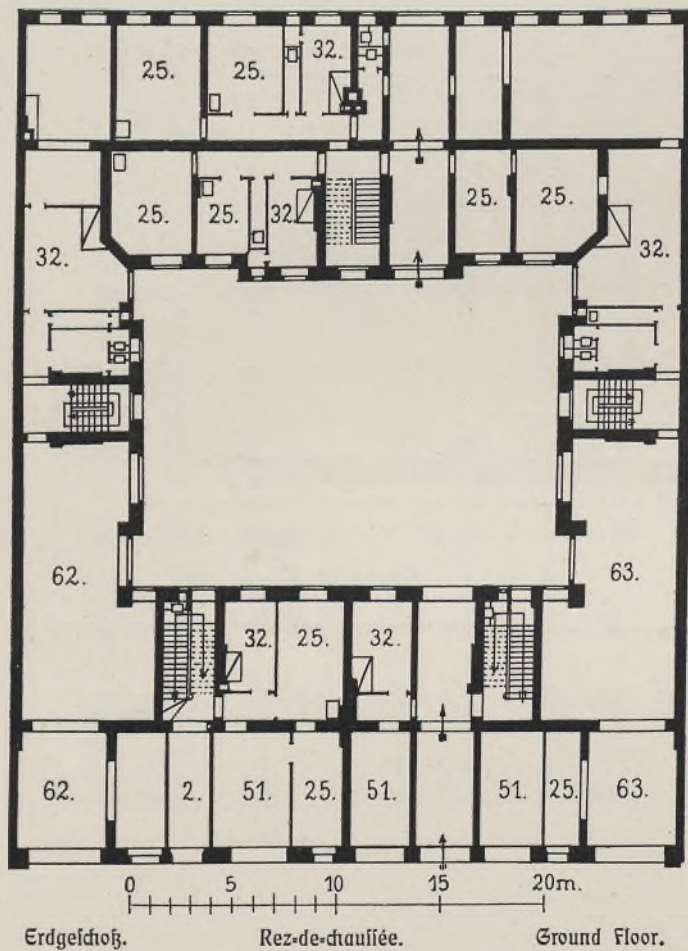 25. 25. 32.
25. 25. 32. 25. 25.
32. 32.
62. 63.
32. 25. 32.
62. 2. 51. 25. 51. 51. 25. 63.
0 5 10 15 20m.
Erdgeschoß. Rez-de-chaussée. Ground Floor.